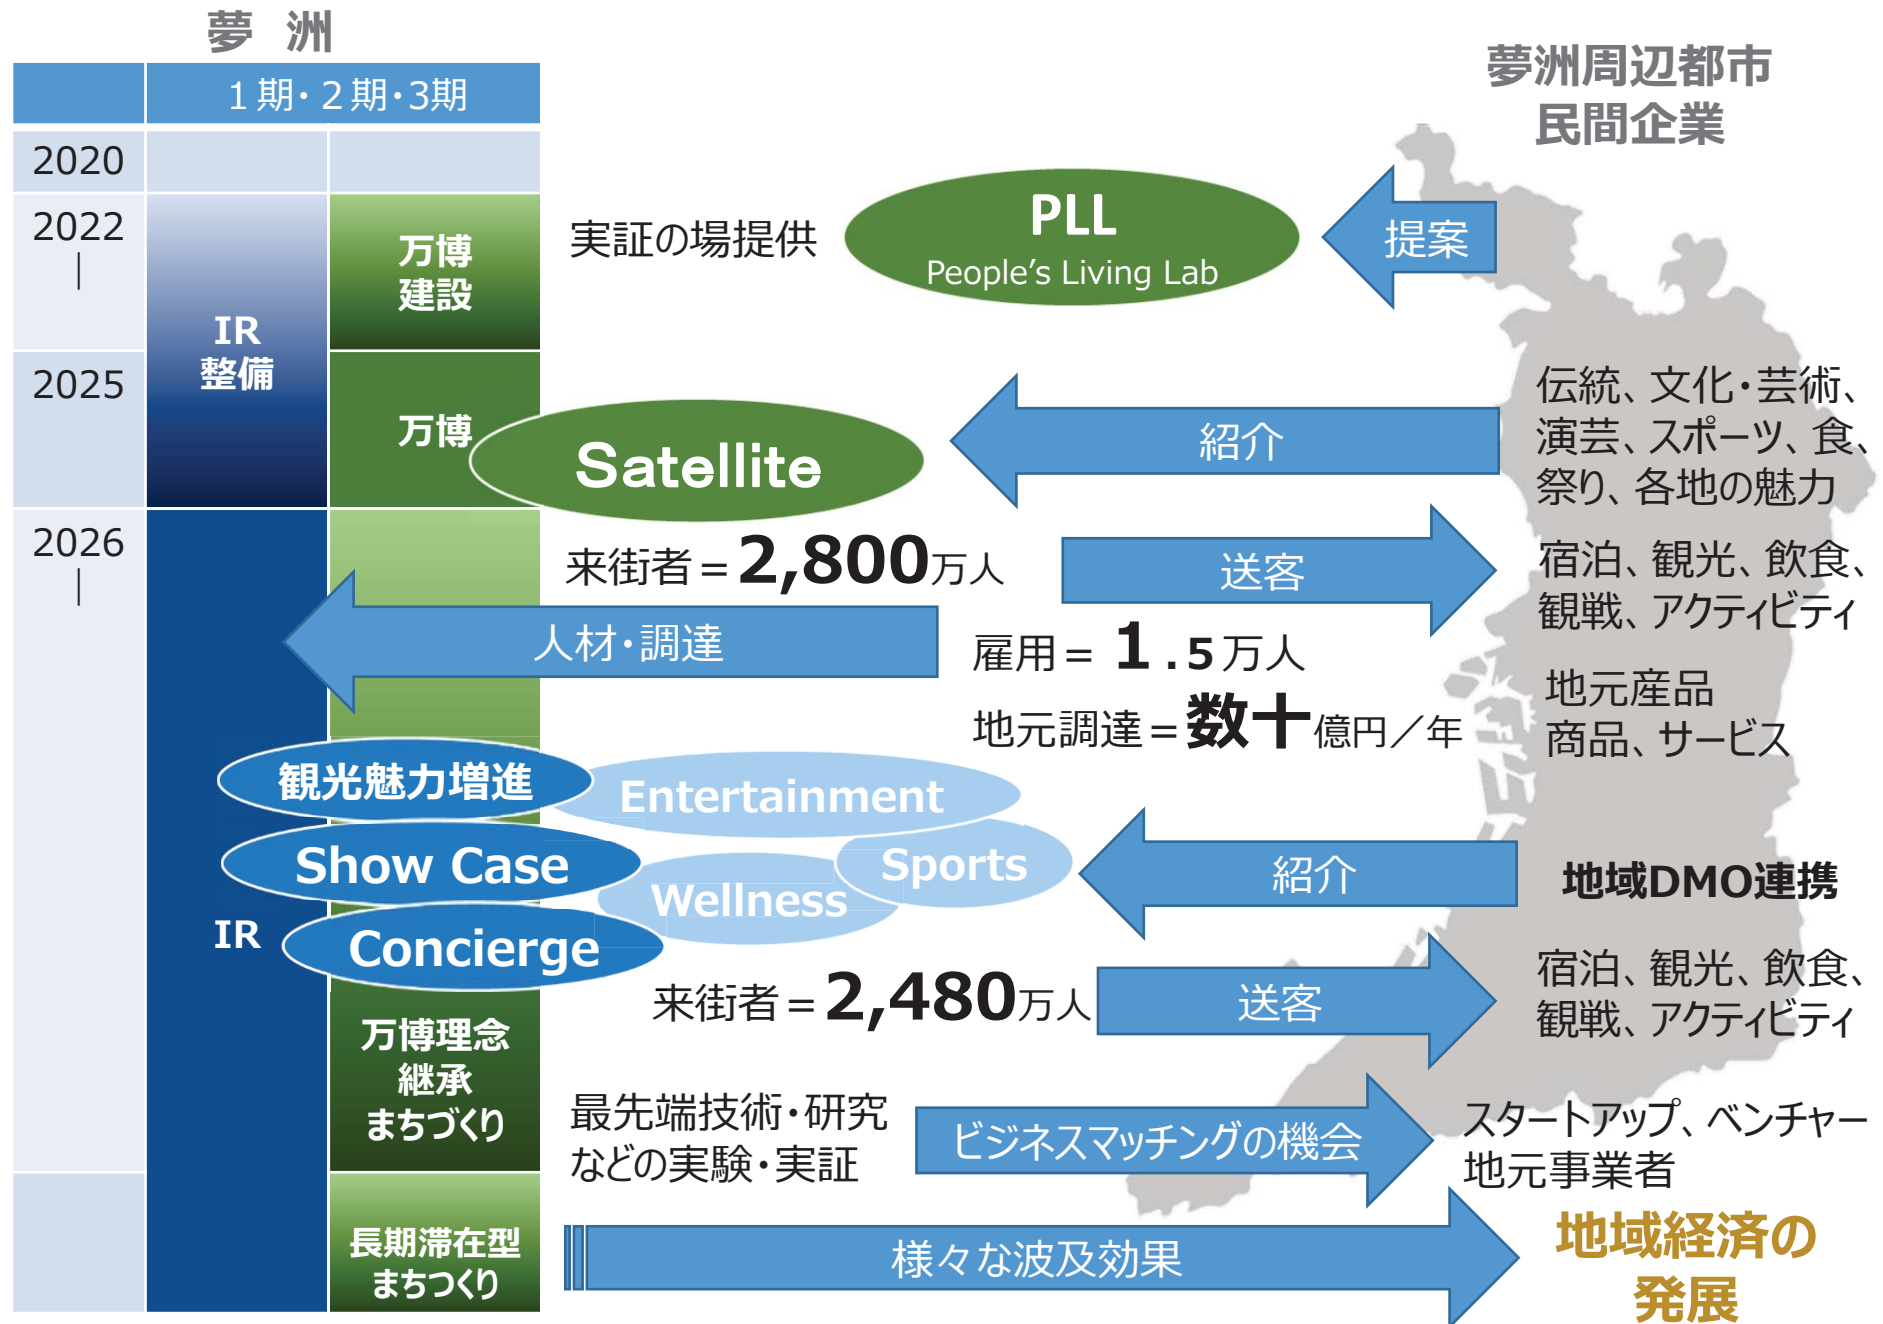 夢 洲
夢洲周辺都市
民間企業
1期・2期・3期
2020
2022
|
2025
2026
|
IR
整備
IR
万博
建設
万博
万博理念
継承
まちづくり
長期滞在型
まちつくり
実証の場提供
PLL
People's Living Lab
提案
Satellite
紹介
伝統、文化・芸術、
演芸、スポーツ、食、
祭り、各地の魅力
来街者=2,800万人
送客
宿泊、観光、飲食、
観戦、アクティビティ
人材・調達
雇用= 1.5万人
地元調達=数十億円/年
地元産品
商品、サービス
観光魅力増進
Entertainment
Show Case
Sports
Wellness
Concierge
紹介
地域DMO連携
来街者=2,480万人
送客
宿泊、観光、飲食、
観戦、アクティビティ
最先端技術・研究
などの実験・実証
ビジネスマッチングの機会
スタートアップ、ベンチャー
地元事業者
様々な波及効果
地域経済の
発展